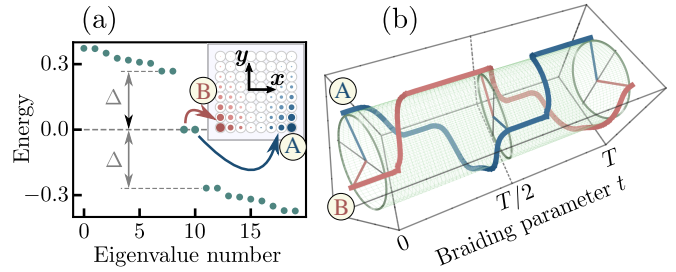 (a)
(b)
0.3
0.0
−0.3
Energy
Δ
Δ
y
x
B
A
0
5
10
15
Eigenvalue number
A
B
0
T/2
T
Braiding parameter t